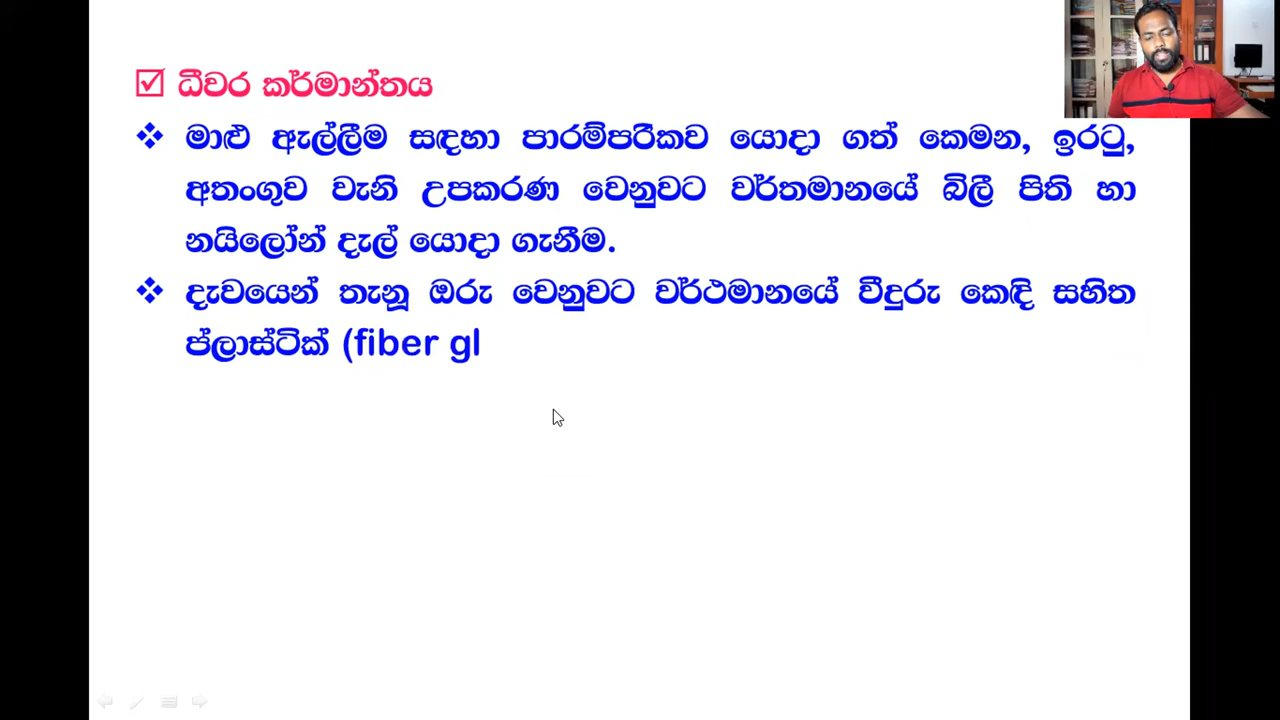 ධීවර කර්මාන්තය
මාළු ඇල්ලීම සඳහා පාරම්පරිකව යොදා ගත් කෙමන, ඉරටු,
අතංගුව වැනි උපකරණ වෙනුවට වර්තමානයේ බිලී පිති හා
නයිලෝන් දැල් යොදා ගැනීම.
දැවයෙන් තැනූ ඔරු වෙනුවට වර්ථමානයේ වීදුරු කෙඳි සහිත
ප්ලාස්ටික් (fiber gl